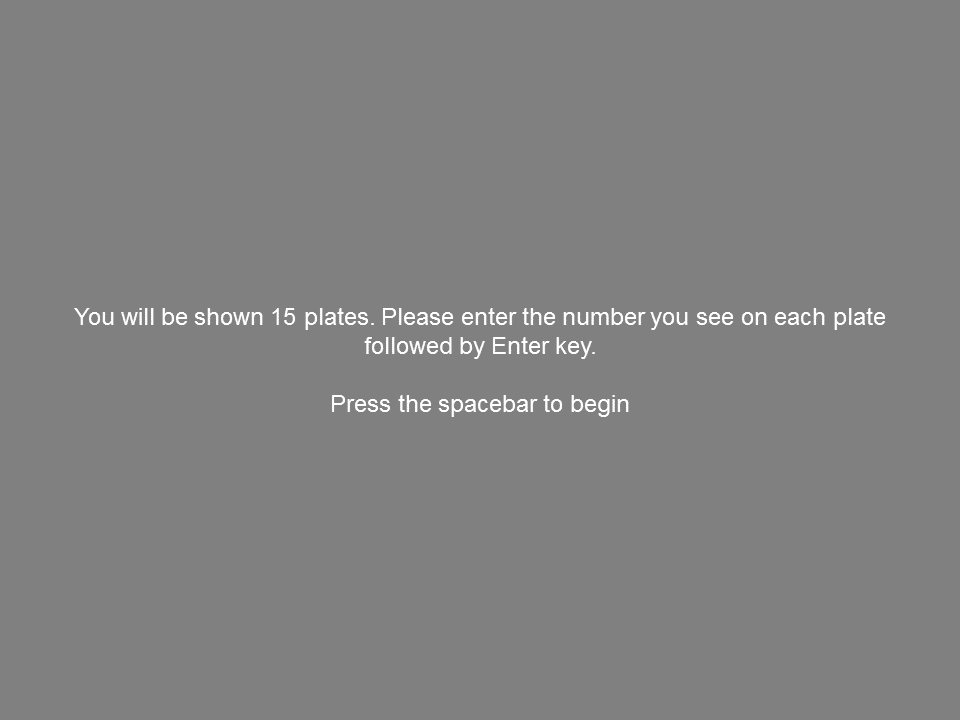 You will be shown 15 plates. Please enter the number you see on each plate
followed by Enter key.
Press the spacebar to begin